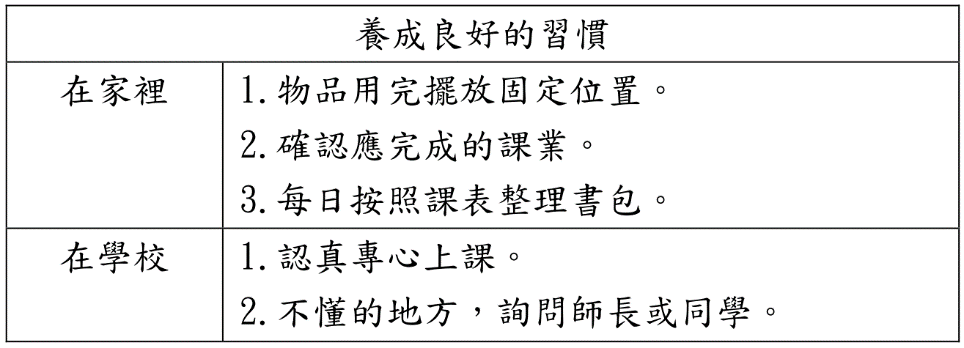 養成良好的習慣
在家裡
1.物品用完擺放固定位置。
2.確認應完成的課業。
3.每日按照課表整理書包。
在學校
1.認真專心上課。
2.不懂的地方，詢問師長或同學。